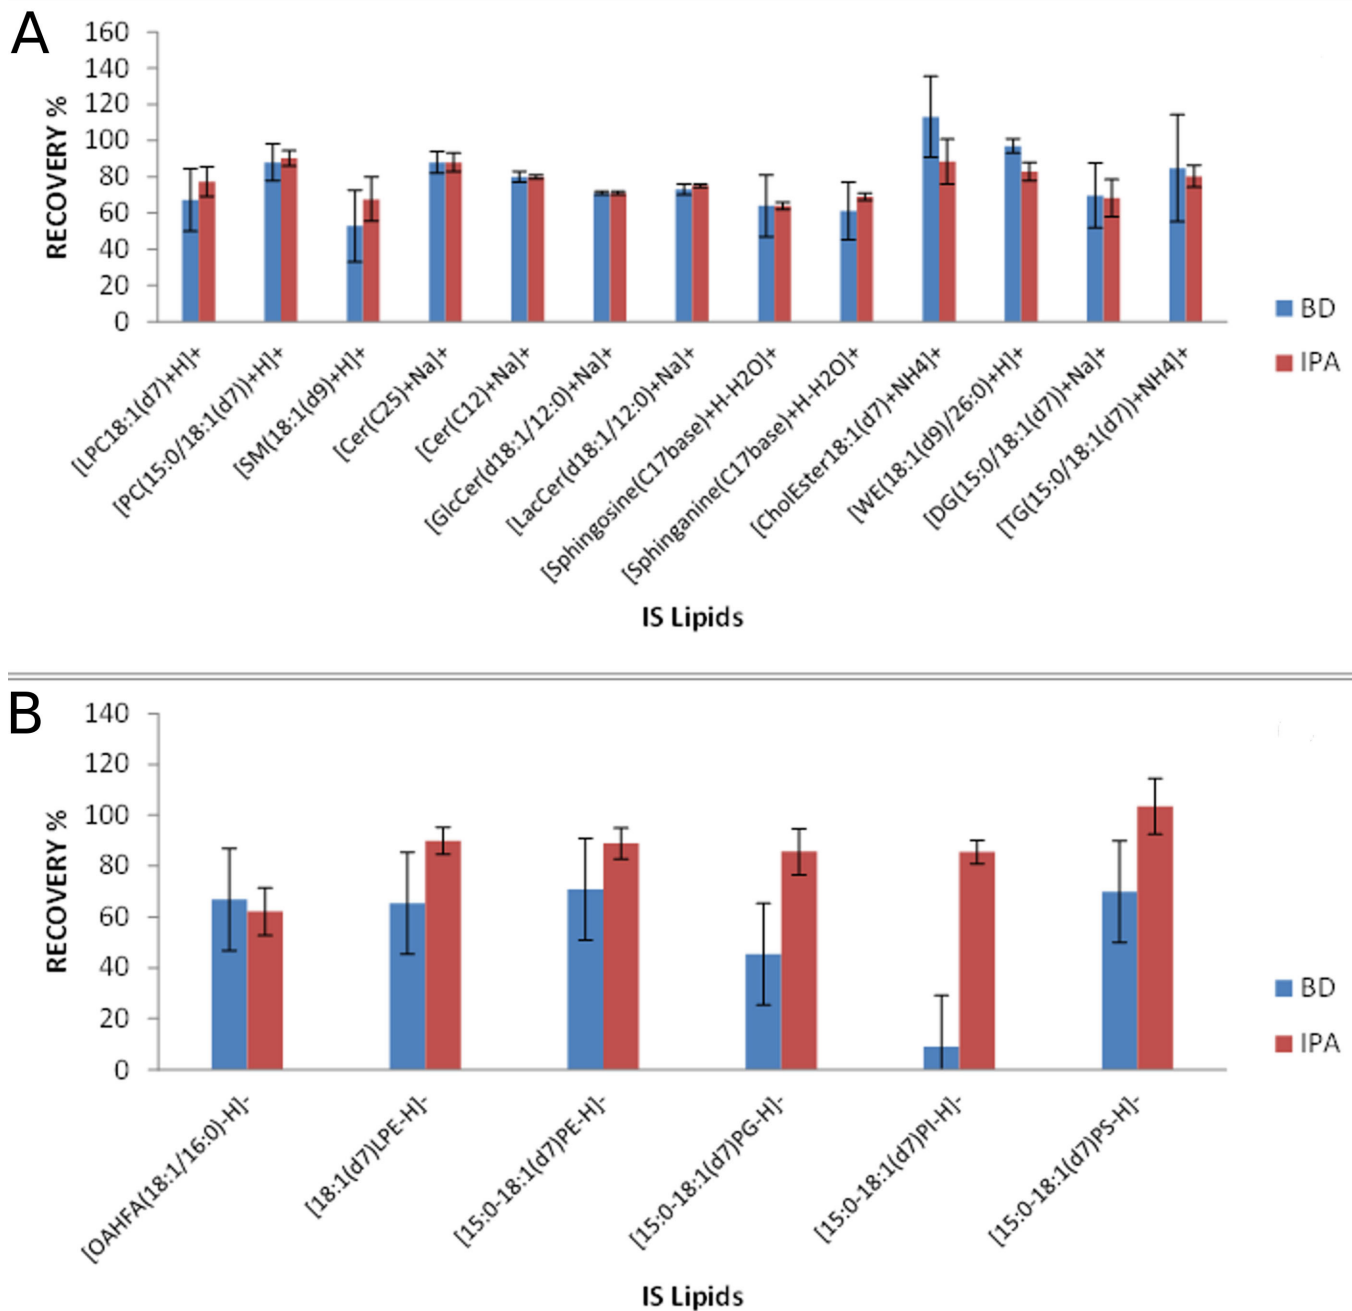 A
160
140
120
100
80
60
40
20
0
RECOVERY %
BD
IPA
[LPC18:1(d7)+H]+
[PC(15:0/18:1(d7))+H]+
[SM(18:1(d9)+H]+
[Cer(C25)+Na]+
[Cer(C12)+Na]+
[GlcCer(d18:1/12:0)+Na]+
[LacCer(d18:1/12:0)+Na]+
[Sphingosine(C17base)+H-H2O]+
[Sphinganine(C17base)+H-H2O]+
[CholEster18:1(d7)+NH4]+
[WE(18:1(d9)/26:0)+H]+
[DG(15:0/18:1(d7))+Na]+
[TG(15:0/18:1(d7))+NH4]+
IS Lipids
B
140
120
100
80
60
40
20
0
RECOVERY %
BD
IPA
[OAHFA(18:1/16:0)-H]-
[18:1(d7)LPE-H]-
[15:0-18:1(d7)PE-H]-
[15:0-18:1(d7)PG-H]-
[15:0-18:1(d7)PI-H]-
[15:0-18:1(d7)PS-H]-
IS Lipids